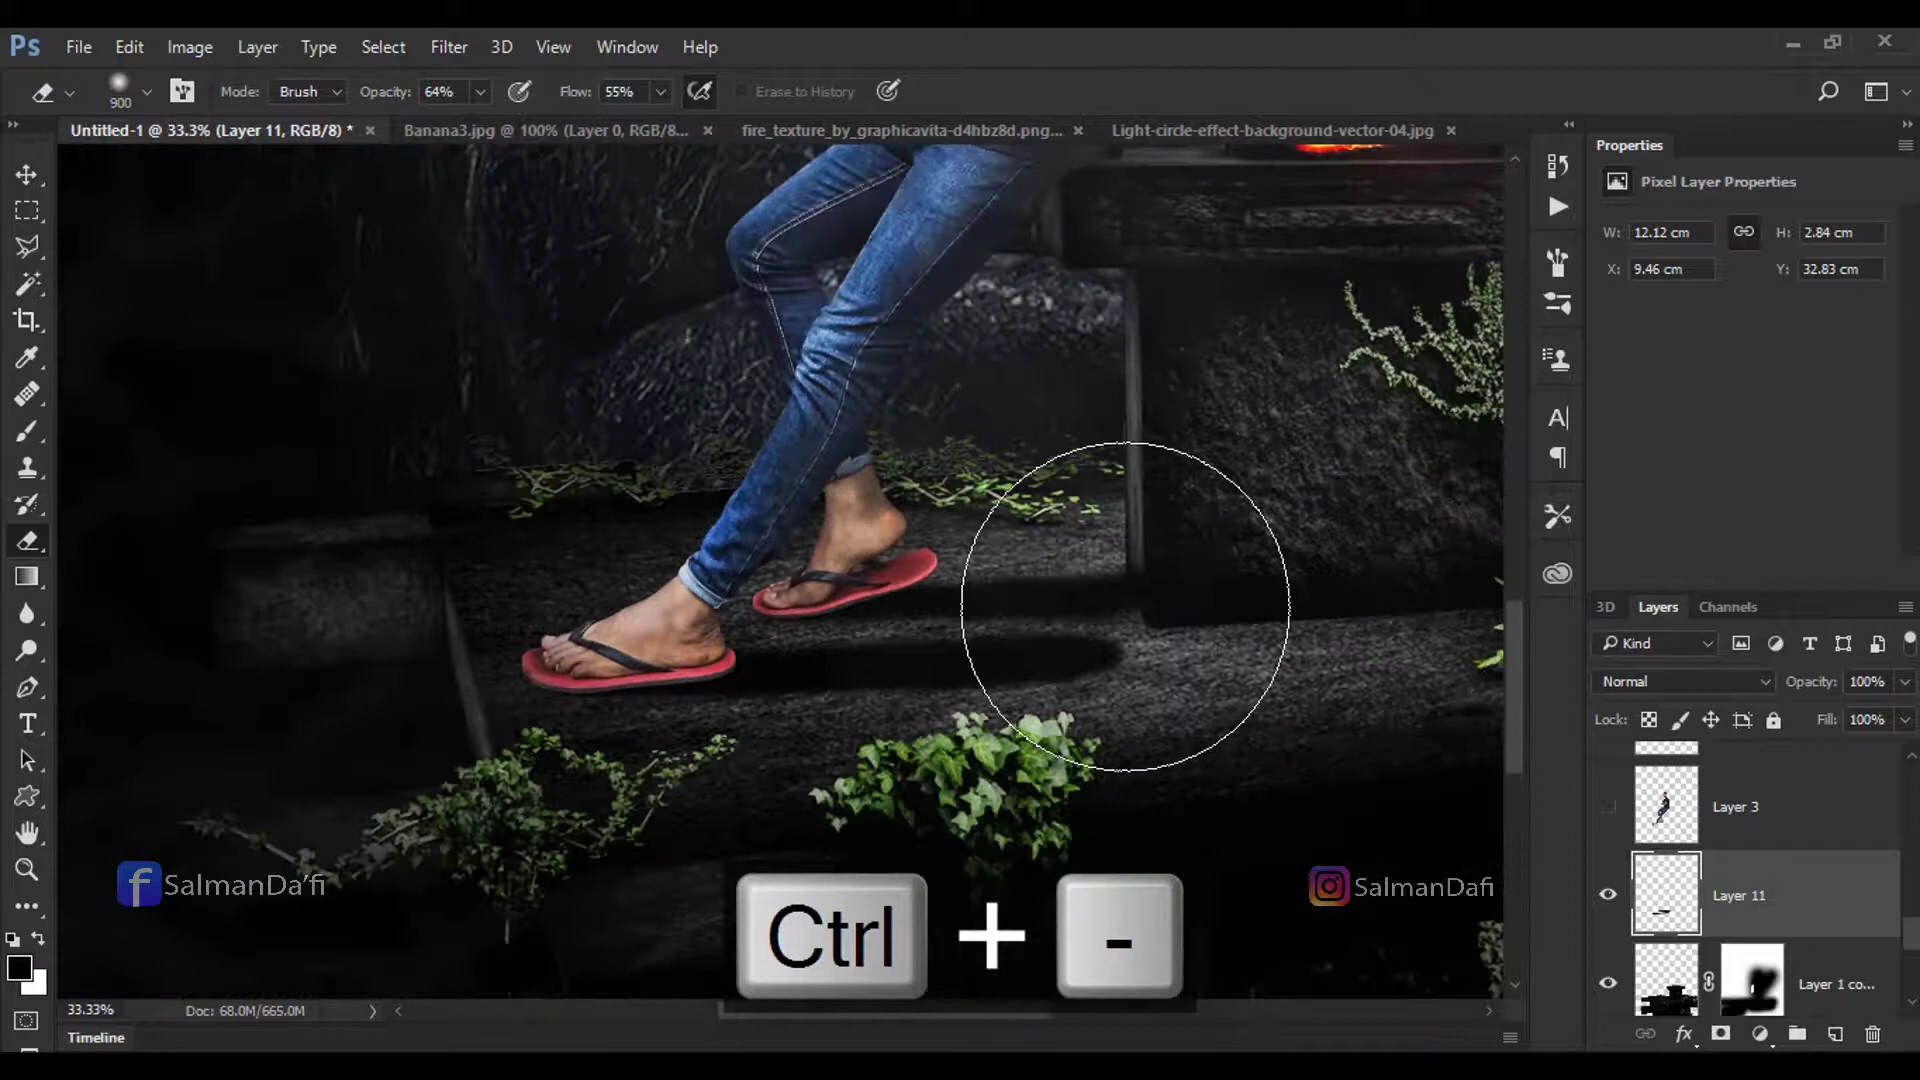 Ps File Edit Image Layer Type Select Filter 3D View Window Help
900 Mode: Brush Opacity: 64% Flow: 55% Erase to History
Untitled-1 @ 33.3% (Layer 11, RGB/8) * Banana3.jpg @ 100% (Layer 0, RGB/8... fire_texture_by_graphicavita-d4hbz8d.png... Light-circle-effect-background-vector-04.jpg
Properties
Pixel Layer Properties
W: 12.12 cm H: 2.84 cm
X: 9.46 cm Y: 32.83 cm
3D Layers Channels
Kind
Normal Opacity: 100%
Lock: Fill: 100%
Layer 3
Layer 11
Layer 1 co...
SalmanDa'fi
SalmanDafi
Ctrl + -
33.33% Doc: 68.0M/665.0M
Timeline